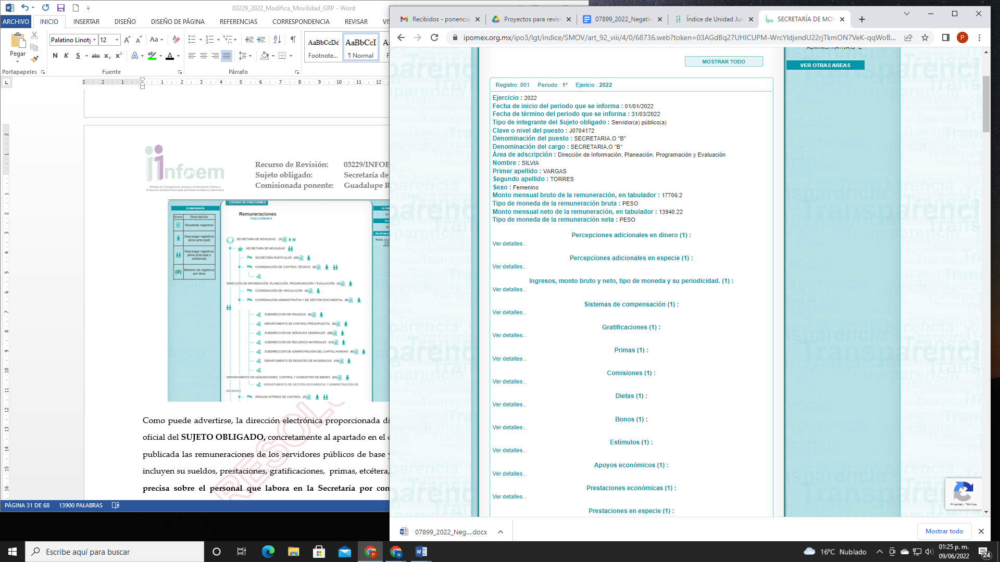 03229_2022_Modifica_Movilidad_GRP - Word
ARCHIVO INICIO INSERTAR DISEÑO DISEÑO DE PÁGINA REFERENCIAS CORRESPONDENCIA REVISAR
Palatino Linoty 12 Aa
Pegar
N K S abc x₂ x²
AaBbCcDd AaBbCcI
Footnote... ¶ Normal
Portapapeles Fuente Párrafo
3 2 1 1 2 3 4 5 6 7 8 9 10 11 12
infoem
Instituto de Transparencia, Acceso a la Información Pública y
Protección de Datos Personales del Estado de México y Municipios
Recurso de Revisión: 03229/INFOE
Sujeto obligado: Secretaría de
Comisionada ponente: Guadalupe R
LISTADO DE FRACCIONES
ICONOGRAFÍA
Icono Descripción
Visualizar registros
Descargar registros
(área principal)
Descargar registros
(área principal y
subáreas)
(#) Número de registros
por área
Remuneraciones
FRACCIÓN VIII A
SECRETARÍA DE MOVILIDAD (1)
SECRETARÍA DE MOVILIDAD
SECRETARÍA PARTICULAR (30)
COORDINACIÓN DE CONTROL TÉCNICO
DIRECCIÓN DE INFORMACIÓN, PLANEACIÓN, PROGRAMACIÓN Y EVALUACIÓN (3)
COORDINACIÓN DE VINCULACIÓN (5)
COORDINACIÓN ADMINISTRATIVA Y DE GESTIÓN DOCUMENTAL
SUBDIRECCIÓN DE FINANZAS (5)
DEPARTAMENTO DE CONTROL PRESUPUESTAL (9)
SUBDIRECCIÓN DE SERVICIOS GENERALES (28)
SUBDIRECCIÓN DE RECURSOS MATERIALES (13)
SUBDIRECCIÓN DE ADMINISTRACIÓN DEL CAPITAL HUMANO
DEPARTAMENTO DE REGISTRO DE INCIDENCIAS (19)
DEPARTAMENTO DE ADQUISICIONES, CONTROL Y SUMINISTRO DE BIENES (23)
DEPARTAMENTO DE GESTIÓN DOCUMENTAL Y ADMINISTRACIÓN DE
ARCHIVOS
ÓRGANO INTERNO DE CONTROL (3)
RESOL
Como puede advertirse, la dirección electrónica proporcionada di
oficial del SUJETO OBLIGADO, concretamente al apartado en el
publicada las remuneraciones de los servidores públicos de base
incluyen su sueldos, prestaciones, gratificaciones, primas, etcétera,
precisa sobre el personal que labora en la Secretaría por con
PÁGINA 31 DE 68 13900 PALABRAS
Recibidos - ponencia Proyectos para revisi 07899_2022_Negativ Índice de Unidad Jur SECRETARÍA DE MOV
ipomex.org.mx/ipo3/lgt/indice/SMOV/art_92_viii/4/0/68736.web?token=03AGdBq27UHICUPM-WrcYldjxndU22rjTkmON7VeK-qqWoB...
P
ADMINISTRATIVA,O "E"
MOSTRAR TODO
VER OTRAS AREAS
Registro: 001 Periodo : 1° Ejericio : 2022
Ejercicio : 2022
Fecha de inicio del periodo que se informa : 01/01/2022
Fecha de término del periodo que se informa : 31/03/2022
Tipo de integrante del Sujeto obligado : Servidor(a) público(a)
Clave o nivel del puesto : J0704172
Denominación del puesto : SECRETARIA,O "B"
Denominación del cargo : SECRETARIA,O "B"
Área de adscripción : Dirección de Información, Planeación, Programación y Evaluación
Nombre : SILVIA
Primer apellido : VARGAS
Segundo apellido : TORRES
Sexo : Femenino
Monto mensual bruto de la remuneración, en tabulador : 17706.2
Tipo de moneda de la remuneración bruta : PESO
Monto mensual neto de la remuneración, en tabulador : 13940.22
Tipo de moneda de la remuneración neta : PESO
Percepciones adicionales en dinero (1) :
Ver detalles...
Percepciones adicionales en especie (1) :
Ver detalles...
Ingresos, monto bruto y neto, tipo de moneda y su periodicidad. (1) :
Ver detalles...
Sistemas de compensación (1) :
Ver detalles...
Gratificaciones (1) :
Ver detalles...
Primas (1) :
Ver detalles...
Comisiones (1) :
Ver detalles...
Dietas (1) :
Ver detalles...
Bonos (1) :
Ver detalles...
Estímulos (1) :
Ver detalles...
Apoyos económicos (1) :
Ver detalles...
Prestaciones económicas (1) :
Ver detalles...
Prestaciones en especie (1) :
Privacidad - Términos
07899_2022_Neg....docx
Mostrar todo
Escribe aquí para buscar
16°C Nublado
01:25 p. m.
09/06/2022
24